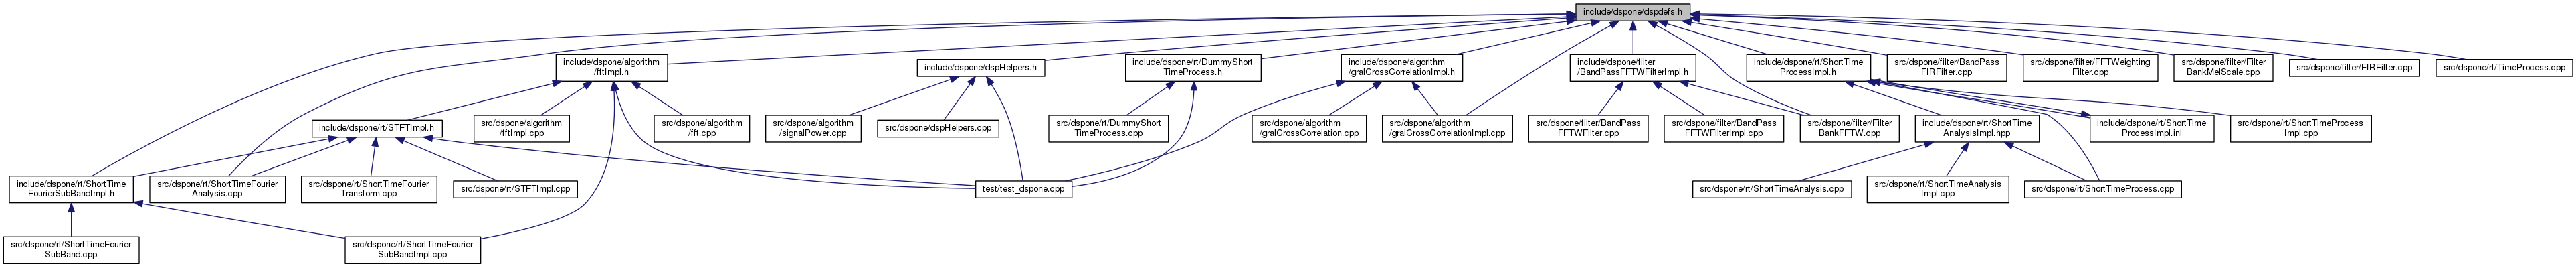 include/dspone/dspdefs.h
include/dspone/algorithm
/fftImpl.h
include/dspone/dspHelpers.h
include/dspone/rt/DummyShort
TimeProcess.h
include/dspone/algorithm
/gralCrossCorrelationImpl.h
include/dspone/filter
/BandPassFFTWFilterImpl.h
include/dspone/rt/ShortTime
ProcessImpl.h
src/dspone/filter/BandPass
FIRFilter.cpp
src/dspone/filter/FFTWeighting
Filter.cpp
src/dspone/filter/Filter
BankMelScale.cpp
src/dspone/filter/FIRFilter.cpp
src/dspone/rt/TimeProcess.cpp
include/dspone/rt/STFTImpl.h
src/dspone/algorithm
/fftImpl.cpp
src/dspone/algorithm
/fft.cpp
src/dspone/algorithm
/signalPower.cpp
src/dspone/dspHelpers.cpp
src/dspone/rt/DummyShort
TimeProcess.cpp
src/dspone/algorithm
/gralCrossCorrelation.cpp
src/dspone/algorithm
/gralCrossCorrelationImpl.cpp
src/dspone/filter/BandPass
FFTWFilter.cpp
src/dspone/filter/BandPass
FFTWFilterImpl.cpp
src/dspone/filter/Filter
BankFFTW.cpp
include/dspone/rt/ShortTime
AnalysisImpl.hpp
include/dspone/rt/ShortTime
ProcessImpl.inl
src/dspone/rt/ShortTimeProcess
Impl.cpp
include/dspone/rt/ShortTime
FourierSubBandImpl.h
src/dspone/rt/ShortTimeFourier
Analysis.cpp
src/dspone/rt/ShortTimeFourier
Transform.cpp
src/dspone/rt/STFTImpl.cpp
test/test_dspone.cpp
src/dspone/rt/ShortTimeAnalysis.cpp
src/dspone/rt/ShortTimeAnalysis
Impl.cpp
src/dspone/rt/ShortTimeProcess.cpp
src/dspone/rt/ShortTimeFourier
SubBand.cpp
src/dspone/rt/ShortTimeFourier
SubBandImpl.cpp